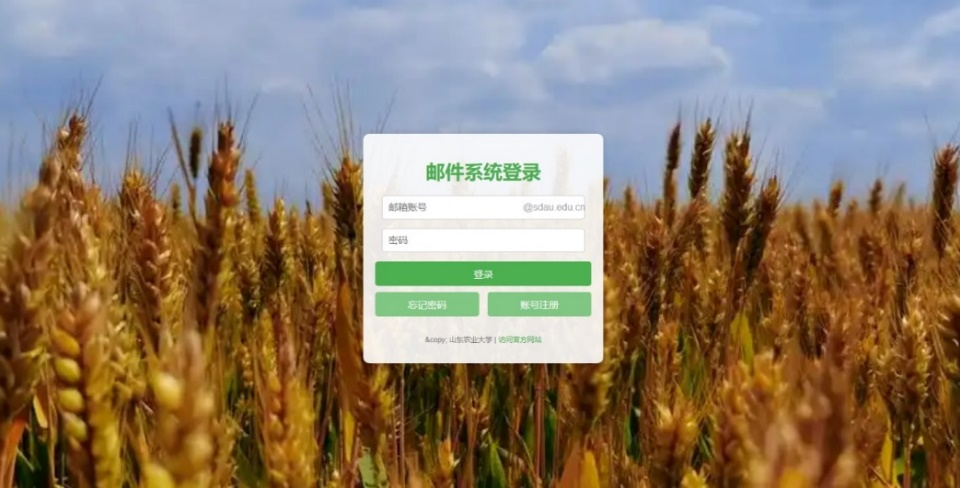 邮件系统登录
邮箱账号 @sdau.edu.cn
密码
登录
忘记密码 账号注册
&copy; 山东农业大学 | 访问官方网站